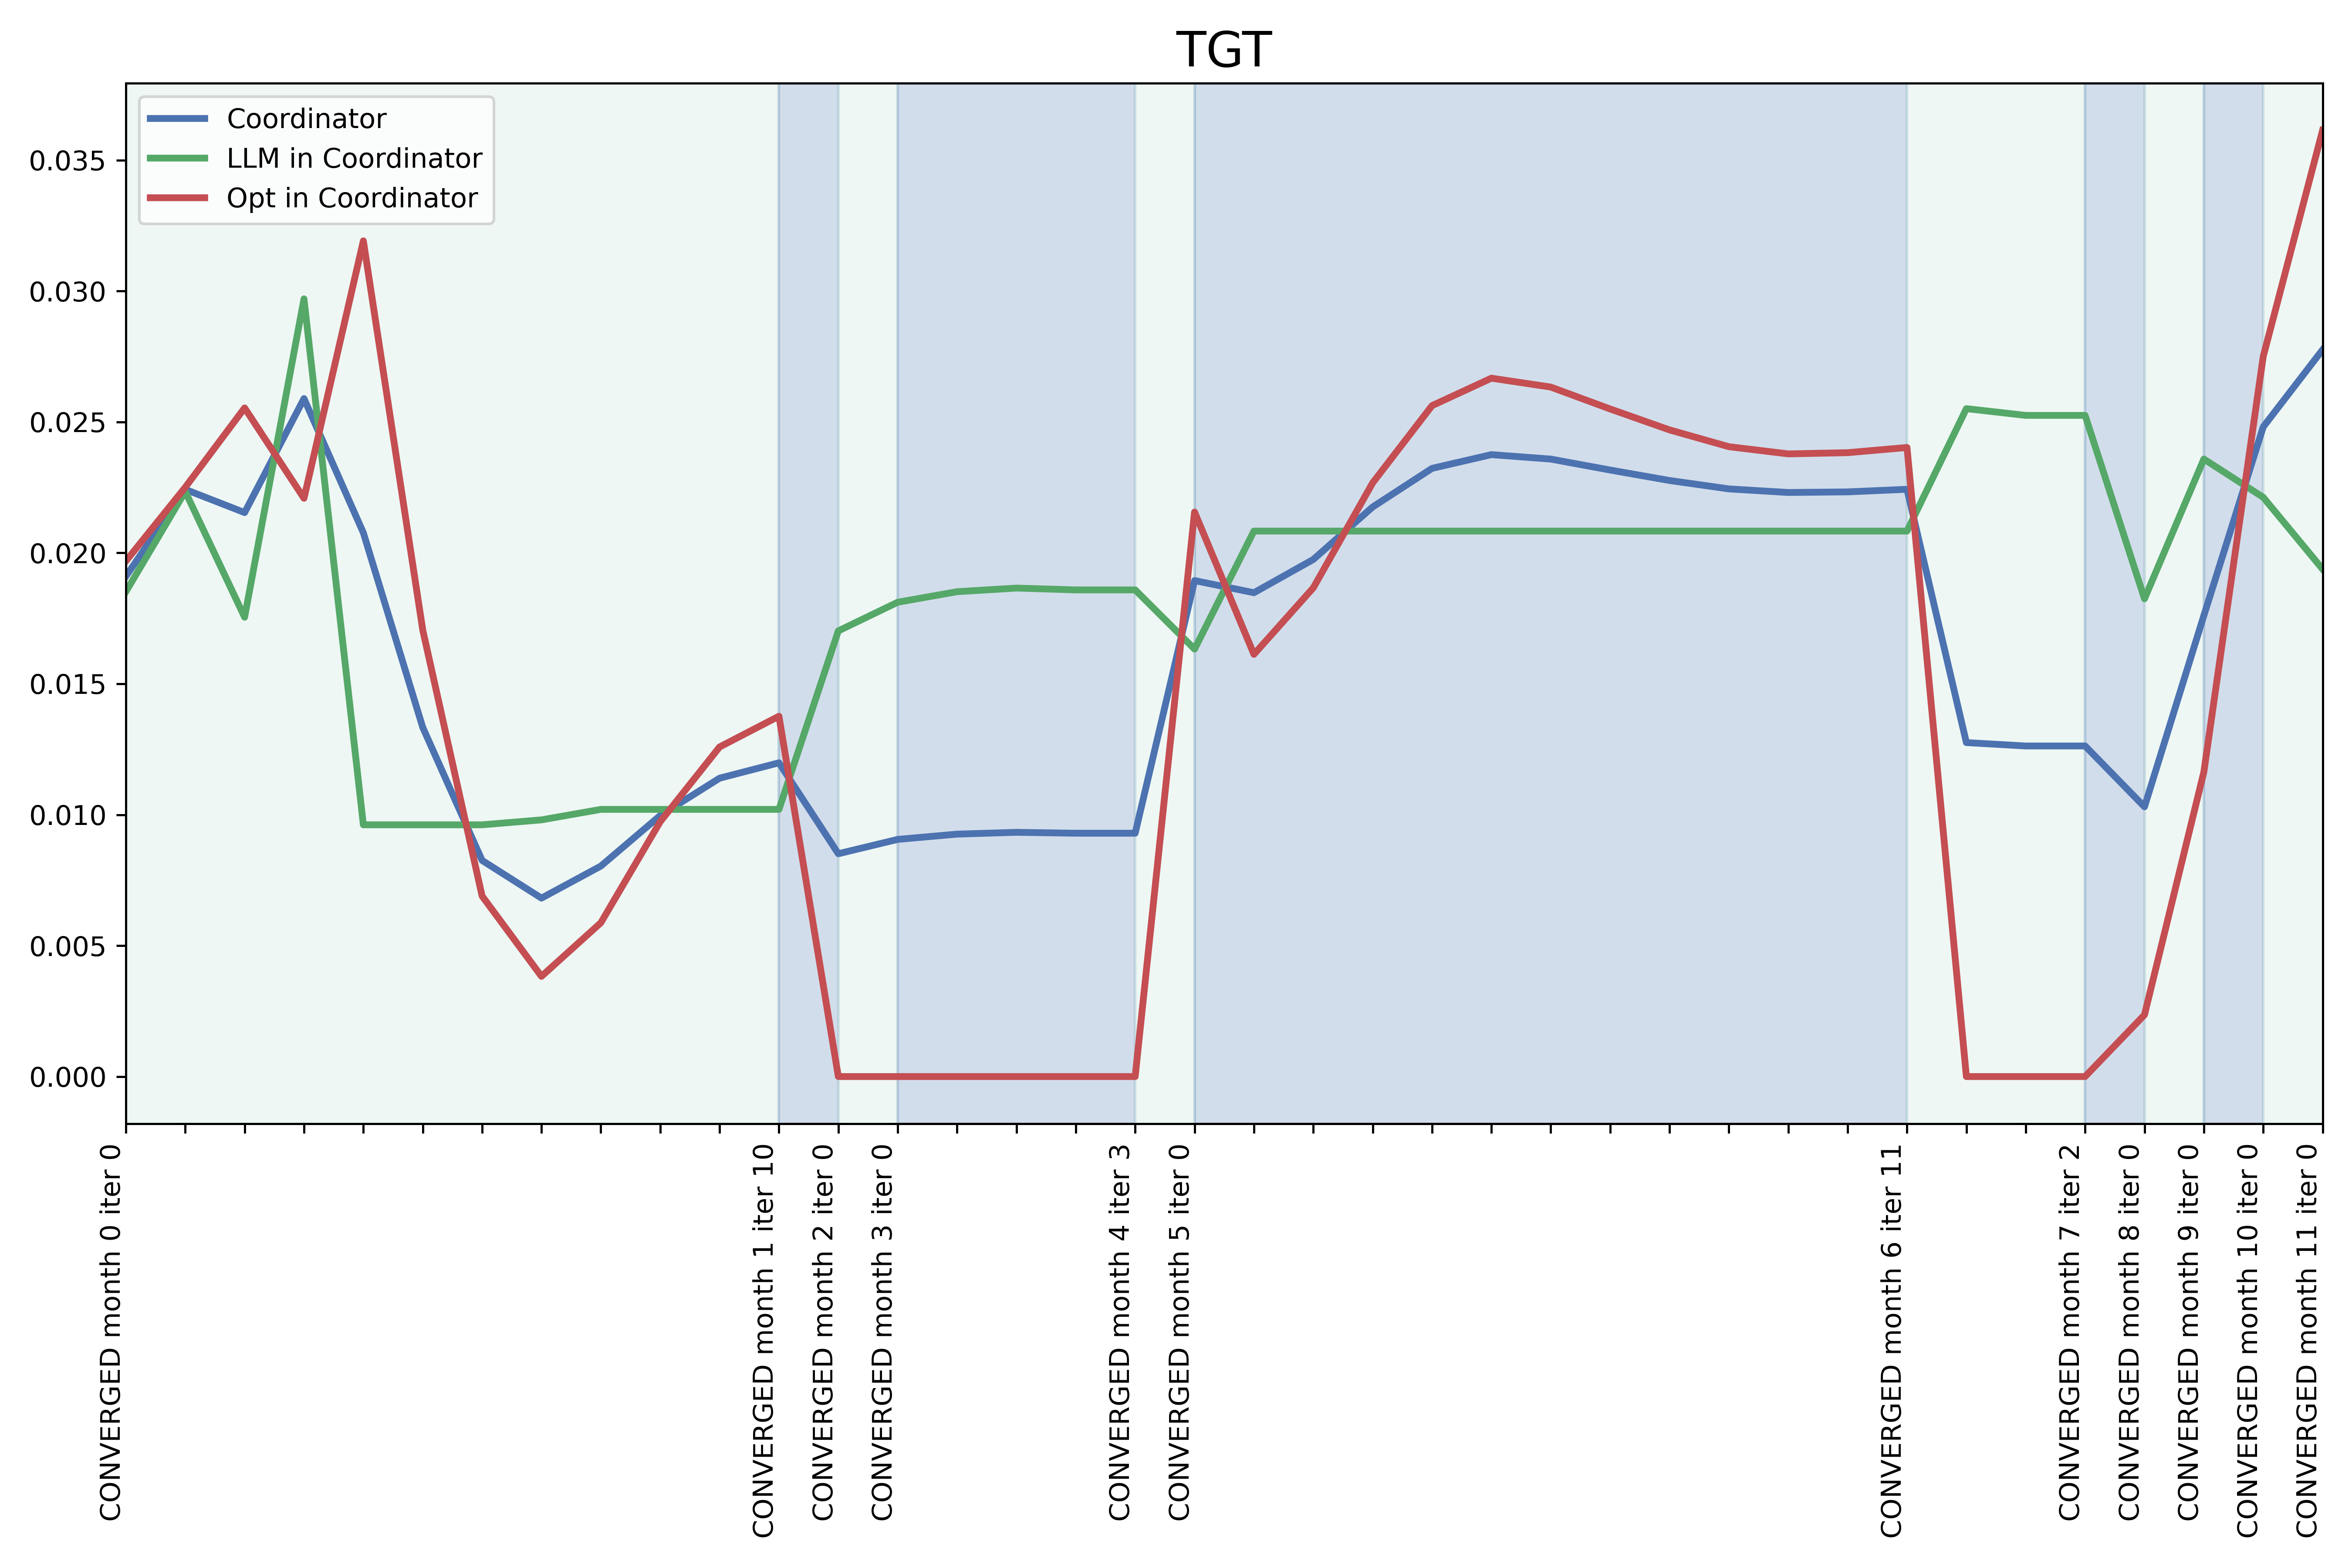 TGT
Coordinator
LLM in Coordinator
Opt in Coordinator
0.035
0.030
0.025
0.020
0.015
0.010
0.005
0.000
CONVERGED month 0 iter 0
CONVERGED month 1 iter 10
CONVERGED month 2 iter 0
CONVERGED month 3 iter 0
CONVERGED month 4 iter 3
CONVERGED month 5 iter 0
CONVERGED month 6 iter 11
CONVERGED month 7 iter 2
CONVERGED month 8 iter 0
CONVERGED month 9 iter 0
CONVERGED month 10 iter 0
CONVERGED month 11 iter 0